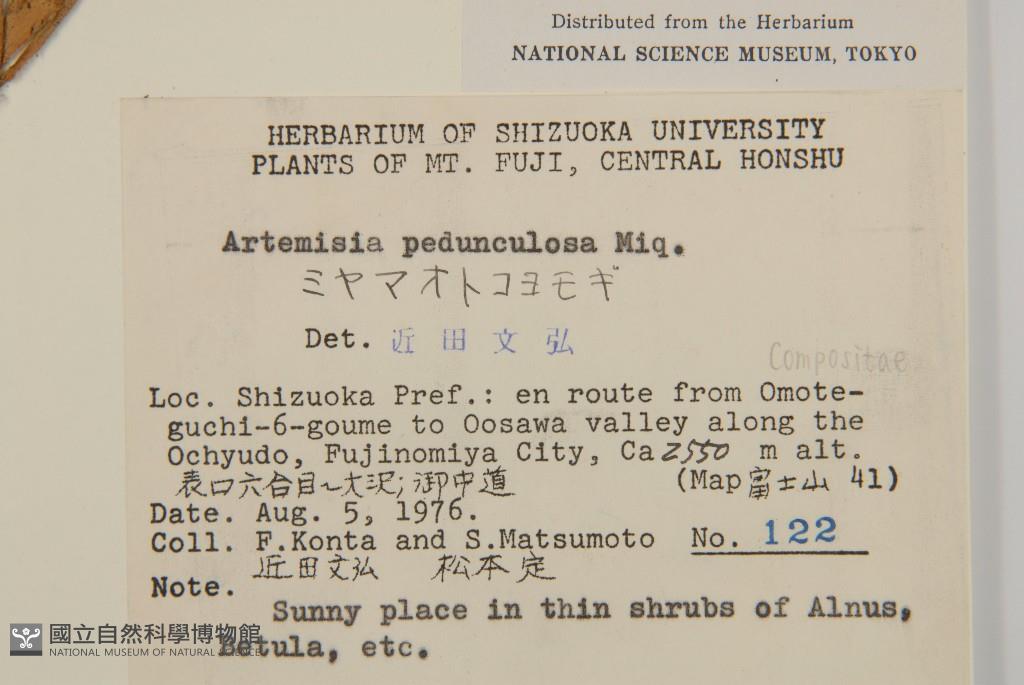 Distributed from the Herbarium
NATIONAL SCIENCE MUSEUM, TOKYO
HERBARIUM OF SHIZUOKA UNIVERSITY
PLANTS OF MT. FUJI, CENTRAL HONSHU
Artemisia pedunculosa Miq.
ミヤマオトコヨモギ
Det. 近田文弘
Compositae
Loc. Shizuoka Pref.: en route from Omote-
guchi-6-goume to Oosawa valley along the
Ochyudo, Fujinomiya City, Ca 2550 m alt.
表口六合目~大沢; 御中道 (Map 富士山 41)
Date. Aug. 5, 1976.
Coll. F.Konta and S.Matsumoto No. 122
近田文弘 松本定
Note.
Sunny place in thin shrubs of Alnus,
Betula, etc.
國立自然科學博物館
NATIONAL MUSEUM OF NATURAL SCIENCE